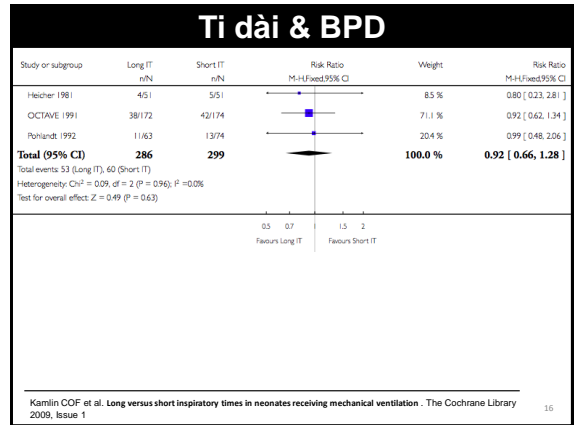 Ti dài & BPD
Study or subgroup Long IT Short IT Risk Ratio Weight Risk Ratio
n/N n/N M-H,Fixed,95% CI M-H,Fixed,95% CI
Heicher 1981 4/51 5/51 8.5 % 0.80 [ 0.23, 2.81 ]
OCTAVE 1991 38/172 42/174 71.1 % 0.92 [ 0.62, 1.34 ]
Pohlandt 1992 11/63 13/74 20.4 % 0.99 [ 0.48, 2.06 ]
Total (95% CI) 286 299 100.0 % 0.92 [ 0.66, 1.28 ]
Total events: 53 (Long IT), 60 (Short IT)
Heterogeneity: Chi² = 0.09, df = 2 (P = 0.96); I² =0.0%
Test for overall effect: Z = 0.49 (P = 0.63)
0.5 0.7 1 1.5 2
Favours Long IT Favours Short IT
Kamlin COF et al. Long versus short inspiratory times in neonates receiving mechanical ventilation . The Cochrane Library
2009, Issue 1
16